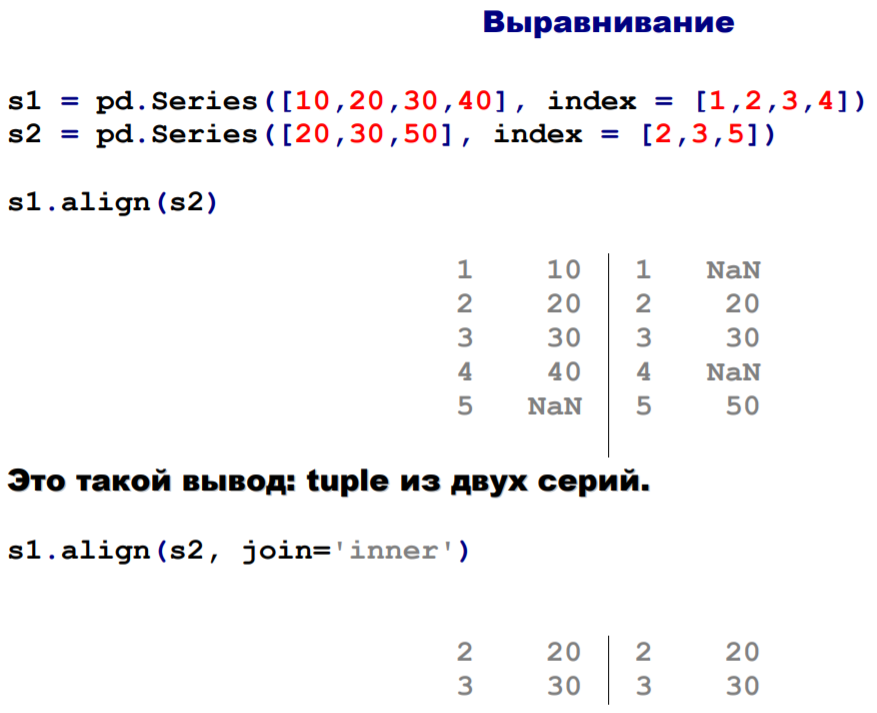 Выравнивание
s1 = pd.Series([10,20,30,40], index = [1,2,3,4])
s2 = pd.Series([20,30,50], index = [2,3,5])
s1.align(s2)
1 10 1 NaN
2 20 2 20
3 30 3 30
4 40 4 NaN
5 NaN 5 50
Это такой вывод: tuple из двух серий.
s1.align(s2, join='inner')
2 20 2 20
3 30 3 30